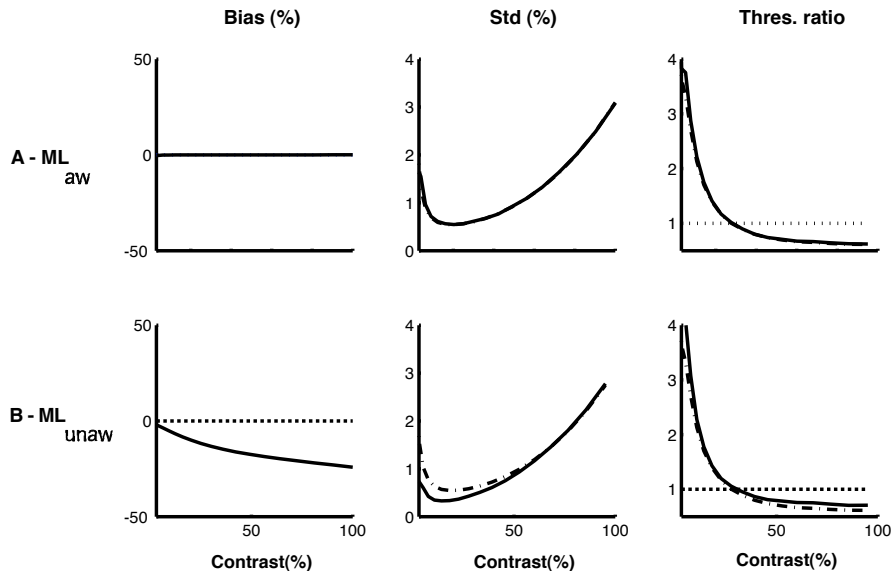 Bias (%) Std (%) Thres. ratio
50 4 4
3 3
A - ML aw 0 2 2
1 1
-50 0
50 4 4
3 3
B - ML unaw 0 2 2
1 1
-50 50 100 0 50 100 50 100
Contrast(%) Contrast(%) Contrast(%)